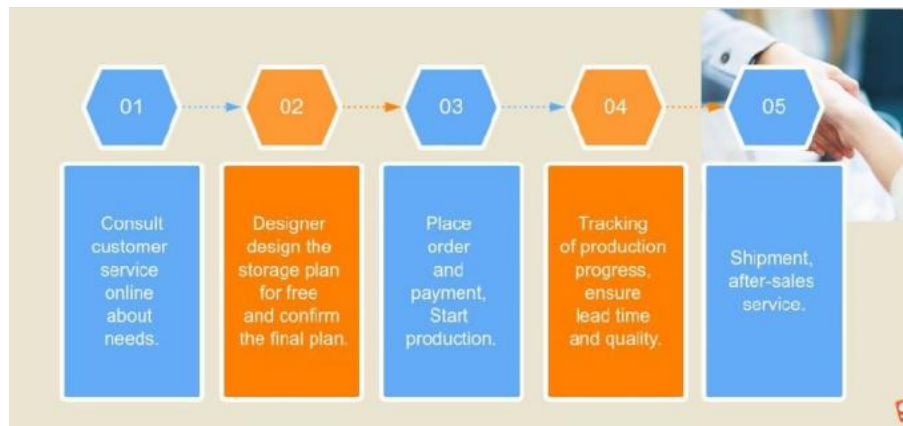 01
02
03
04
05
Consult
customer
service
online
about
needs.
Designer
design the
storage plan
for free
and confirm
the final plan.
Place
order
and
payment,
Start
production.
Tracking
of production
progress,
ensure
lead time
and quality.
Shipment,
after-sales
service.